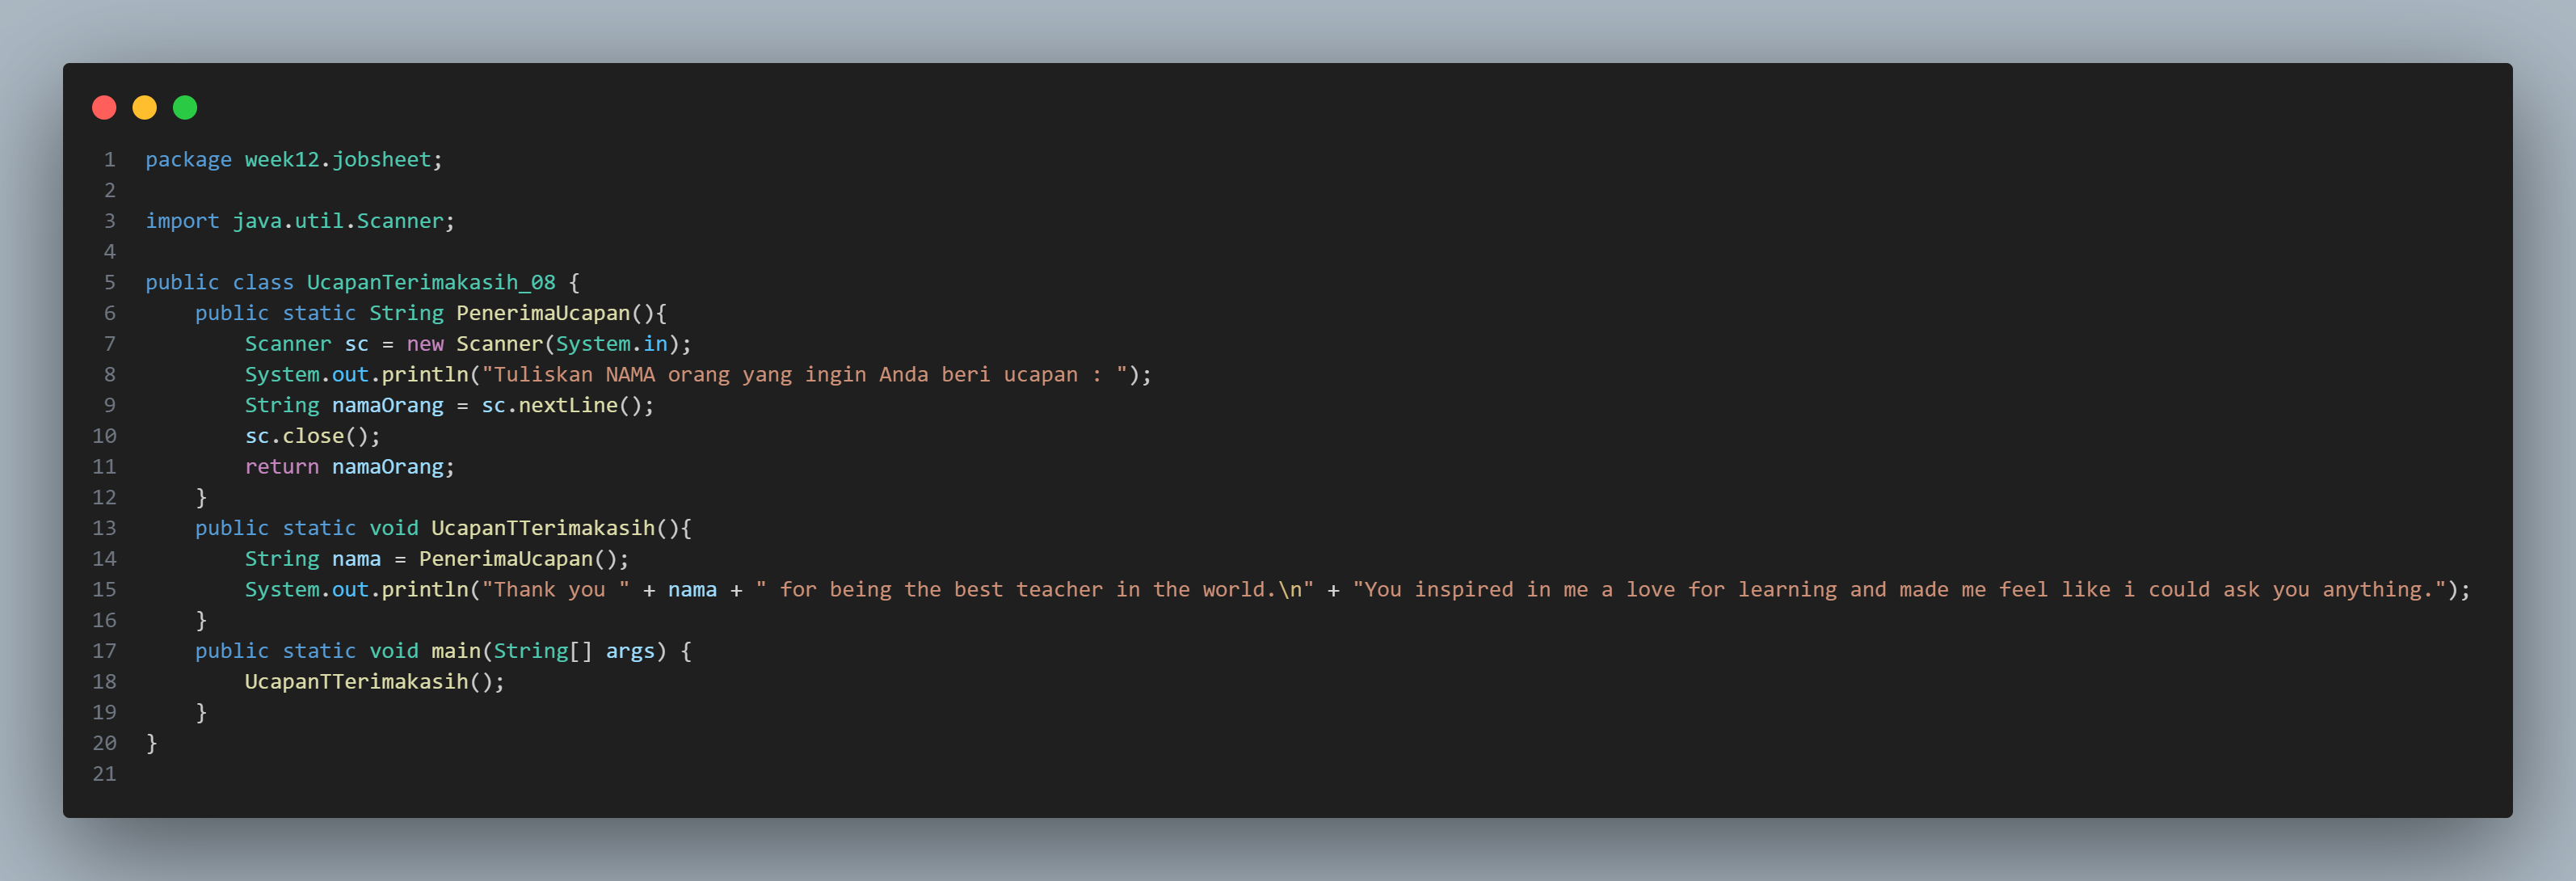 1 package week12.jobsheet;
2
3 import java.util.Scanner;
4
5 public class UcapanTerimakasih_08 {
6     public static String PenerimaUcapan(){
7         Scanner sc = new Scanner(System.in);
8         System.out.println("Tuliskan NAMA orang yang ingin Anda beri ucapan : ");
9         String namaOrang = sc.nextLine();
10         sc.close();
11         return namaOrang;
12     }
13     public static void UcapanTTerimakasih(){
14         String nama = PenerimaUcapan();
15         System.out.println("Thank you " + nama + " for being the best teacher in the world.\n" + "You inspired in me a love for learning and made me feel like i could ask you anything.");
16     }
17     public static void main(String[] args) {
18         UcapanTTerimakasih();
19     }
20 }
21